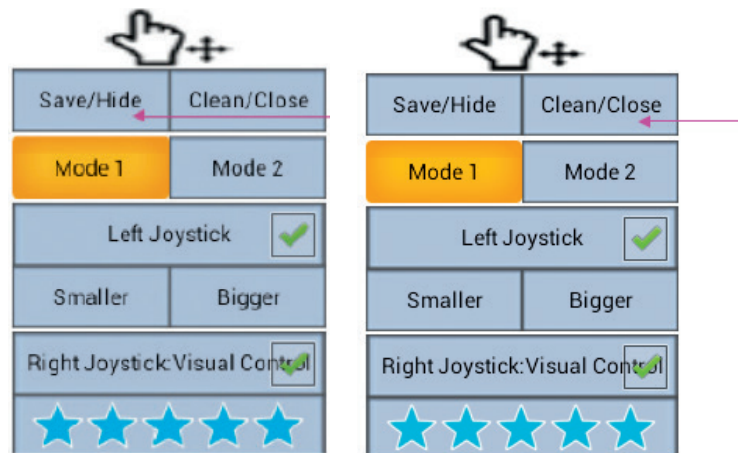 Save/Hide Clean/Close
Mode 1 Mode 2
Left Joystick
Smaller Bigger
Right Joystick:Visual Control
Save/Hide Clean/Close
Mode 1 Mode 2
Left Joystick
Smaller Bigger
Right Joystick:Visual Control